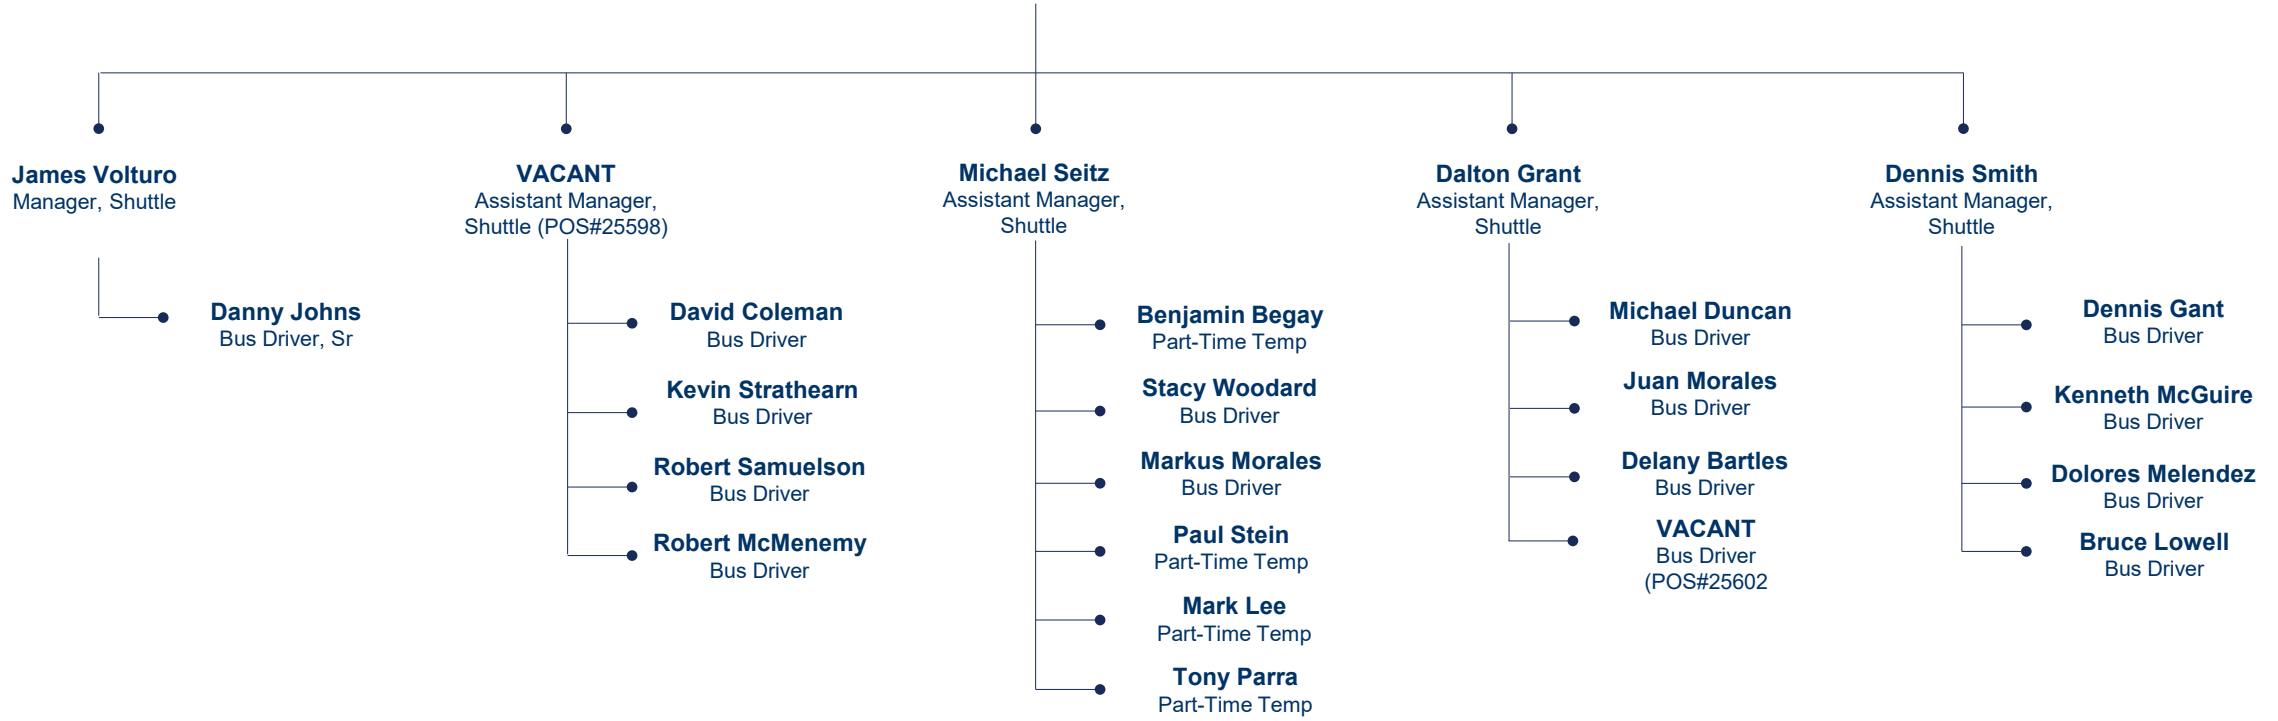 James Volturo
Manager, Shuttle
Danny Johns
Bus Driver, Sr
VACANT
Assistant Manager,
Shuttle (POS#25598)
David Coleman
Bus Driver
Kevin Strathearn
Bus Driver
Robert Samuelson
Bus Driver
Robert McMenemy
Bus Driver
Michael Seitz
Assistant Manager,
Shuttle
Benjamin Begay
Part-Time Temp
Stacy Woodard
Bus Driver
Markus Morales
Bus Driver
Paul Stein
Part-Time Temp
Mark Lee
Part-Time Temp
Tony Parra
Part-Time Temp
Dalton Grant
Assistant Manager,
Shuttle
Michael Duncan
Bus Driver
Juan Morales
Bus Driver
Delany Bartles
Bus Driver
VACANT
Bus Driver
(POS#25602
Dennis Smith
Assistant Manager,
Shuttle
Dennis Gant
Bus Driver
Kenneth McGuire
Bus Driver
Dolores Melendez
Bus Driver
Bruce Lowell
Bus Driver